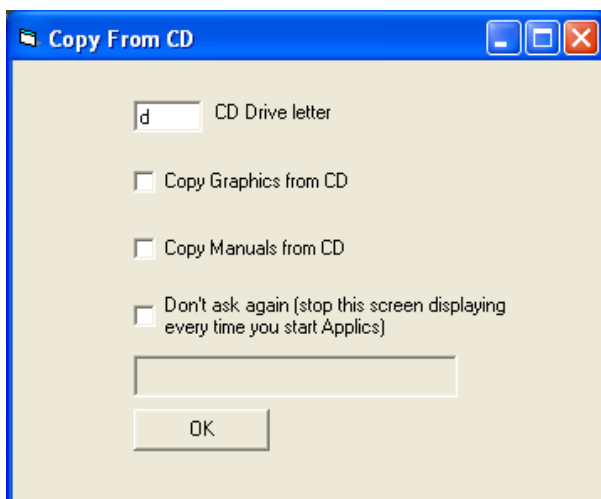 Copy From CD
d CD Drive letter
Copy Graphics from CD
Copy Manuals from CD
Don't ask again (stop this screen displaying
every time you start Applics)
OK